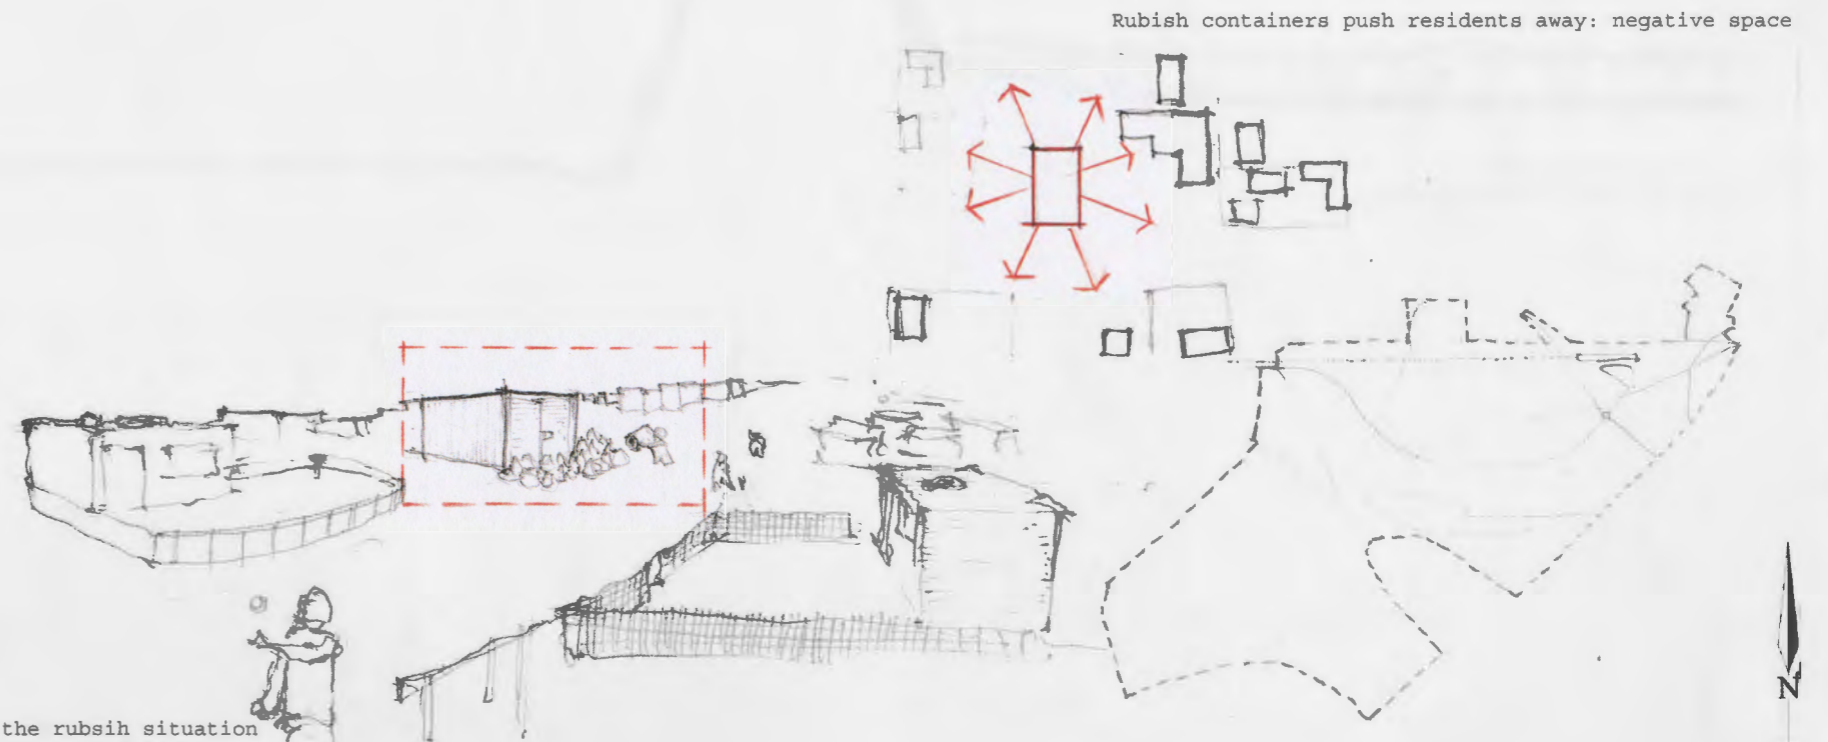 Rubish containers push residents away: negative space
N
the rubsih situation